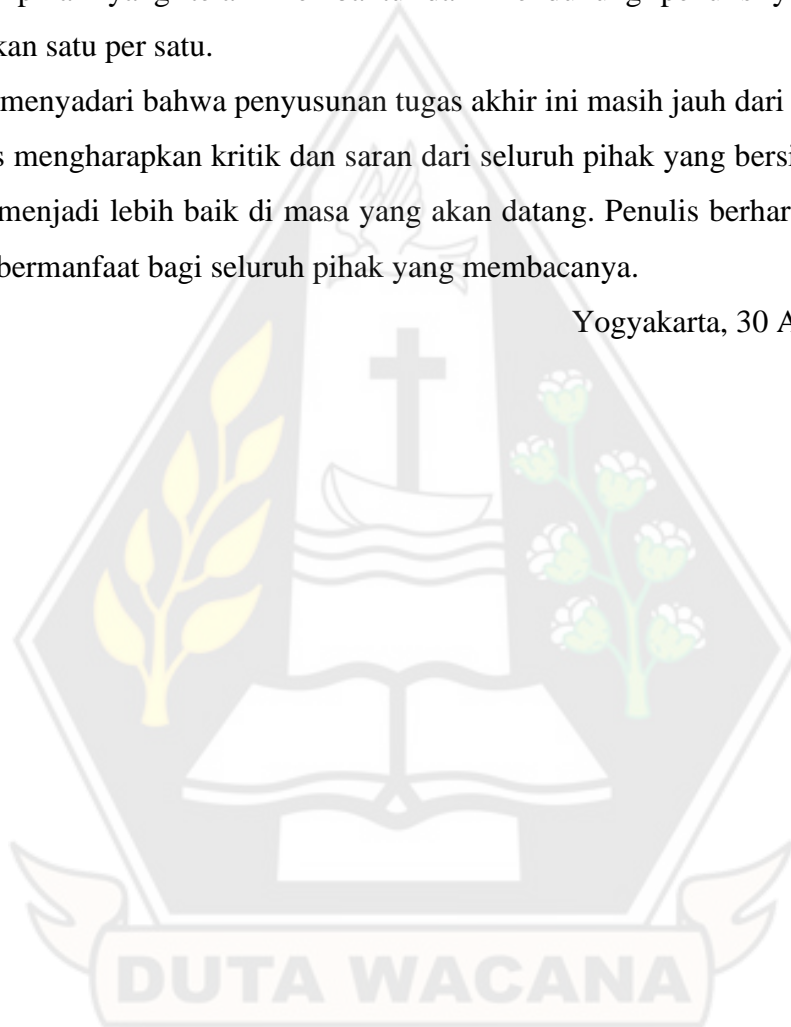 kan satu per satu.
menyadari bahwa penyusunan tugas akhir ini masih jauh dari
s mengharapkan kritik dan saran dari seluruh pihak yang bersi
menjadi lebih baik di masa yang akan datang. Penulis berhar
bermanfaat bagi seluruh pihak yang membacanya.
Yogyakarta, 30 A
DUTA WACANA